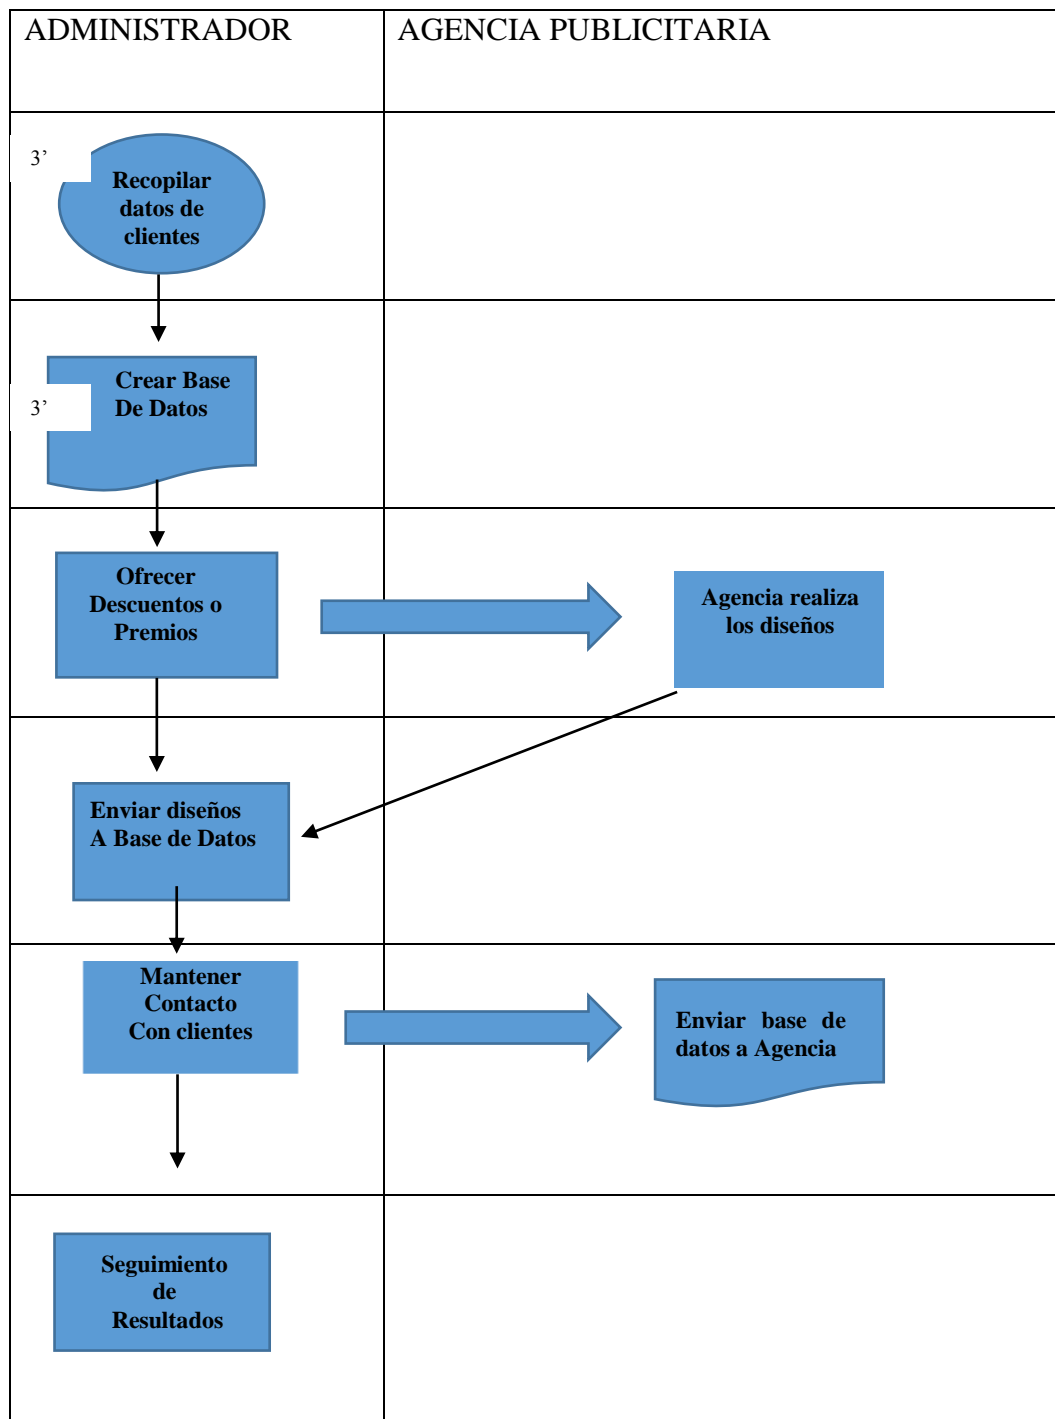 ADMINISTRADOR
AGENCIA PUBLICITARIA
3’
Recopilar
datos de
clientes
Crear Base
De Datos
3’
Ofrecer
Descuentos o
Premios
Agencia realiza
los diseños
Enviar diseños
A Base de Datos
Mantener
Contacto
Con clientes
Enviar base de
datos a Agencia
Seguimiento
de
Resultados